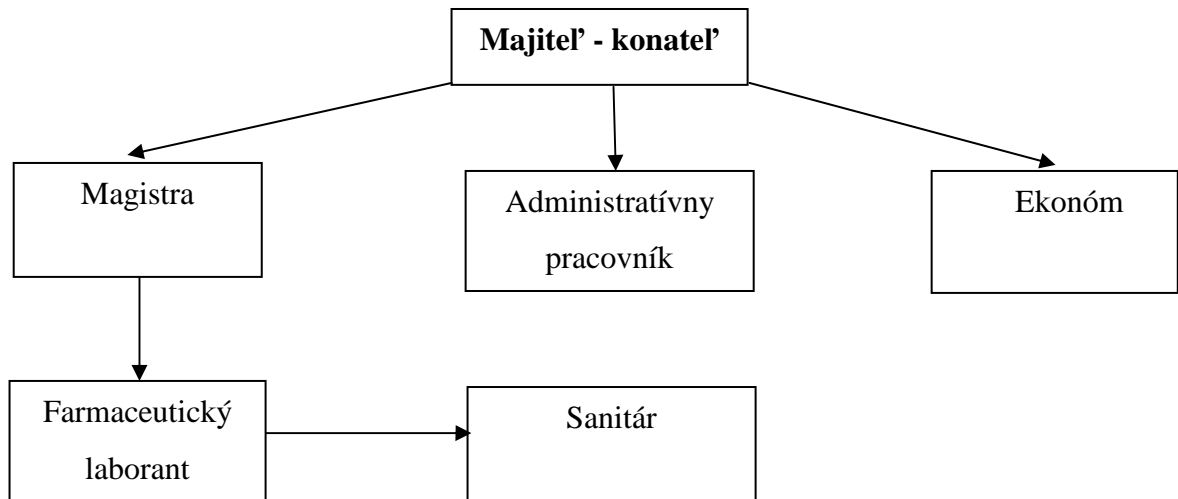 Majiteľ - konateľ
Magistra
Administratívny
pracovník
Ekonóm
Farmaceutický
laborant
Sanitár